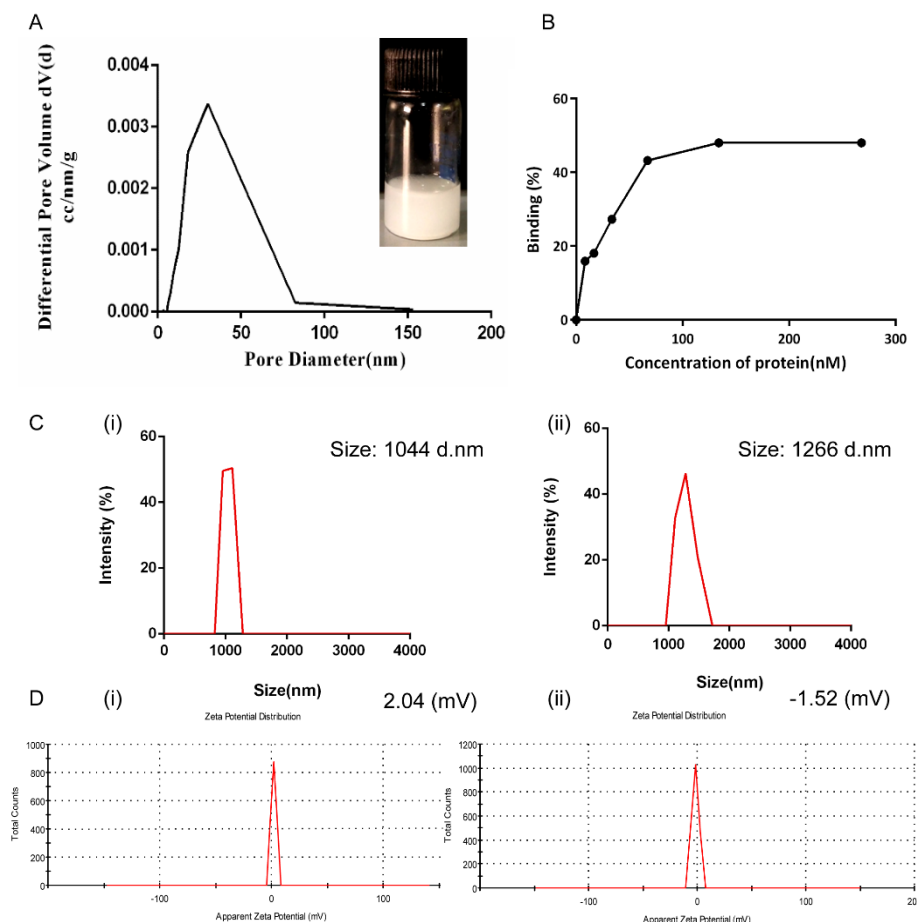 A
Differential Pore Volume dV(d)
cc/nm/g
0.004
0.003
0.002
0.001
0.000
0 50 100 150 200
Pore Diameter(nm)
B
Binding (%)
60
40
20
0
0 100 200 300
Concentration of protein(nM)
C
(i)
Size: 1044 d.nm
Intensity (%)
60
40
20
0
0 1000 2000 3000 4000
Size(nm)
(ii)
Size: 1266 d.nm
Intensity (%)
60
40
20
0
0 1000 2000 3000 4000
Size(nm)
D
(i)
2.04 (mV)
Zeta Potential Distribution
Total Counts
1000
800
600
400
200
0
-100 0 100
Apparent Zeta Potential (mV)
(ii)
-1.52 (mV)
Zeta Potential Distribution
Total Counts
1200
1000
800
600
400
200
0
-100 0 100 20
Apparent Zeta Potential (mV)